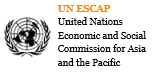 UN ESCAP
United Nations
Economic and Social
Commission for Asia
and the Pacific